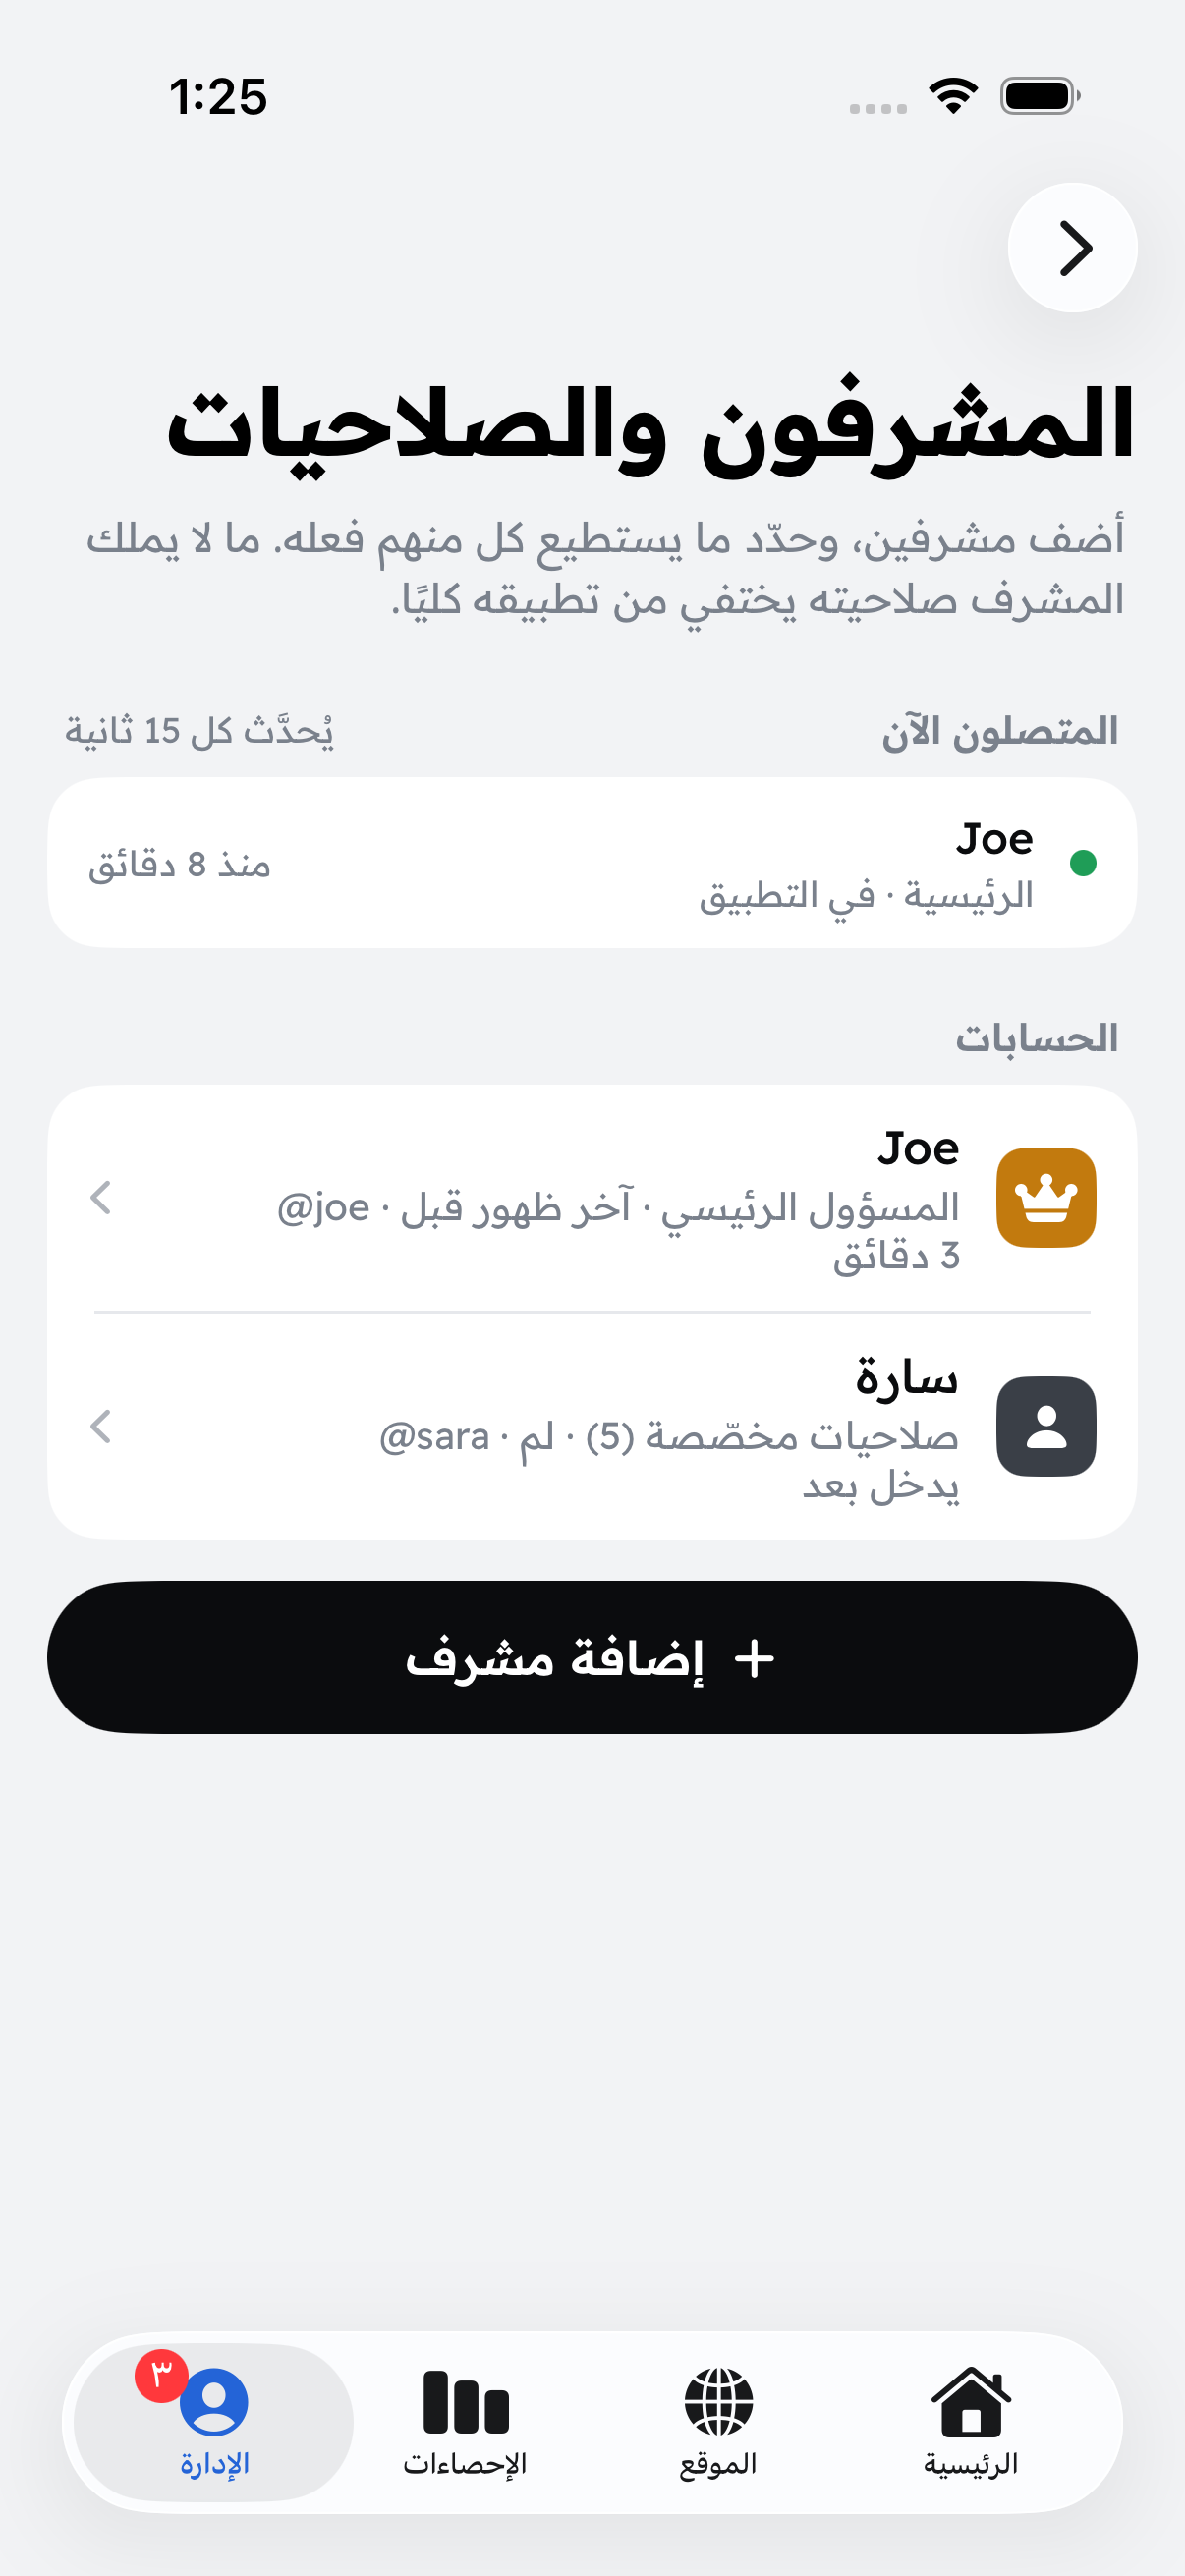 1:25
المشرفون والصلاحيات
أضف مشرفين، وحدّد ما يستطيع كل منهم فعله. ما لا يملك
المشرف صلاحيته يختفي من تطبيقه كليًا.
المتصلون الآن
يُحدَّث كل 15 ثانية
Joe
الرئيسية · في التطبيق
منذ 8 دقائق
الحسابات
Joe
@joe · المسؤول الرئيسي · آخر ظهور قبل
3 دقائق
سارة
@sara · صلاحيات مخصّصة (5) · لم
يدخل بعد
إضافة مشرف
الرئيسية
الموقع
الإحصاءات
٣
الإدارة